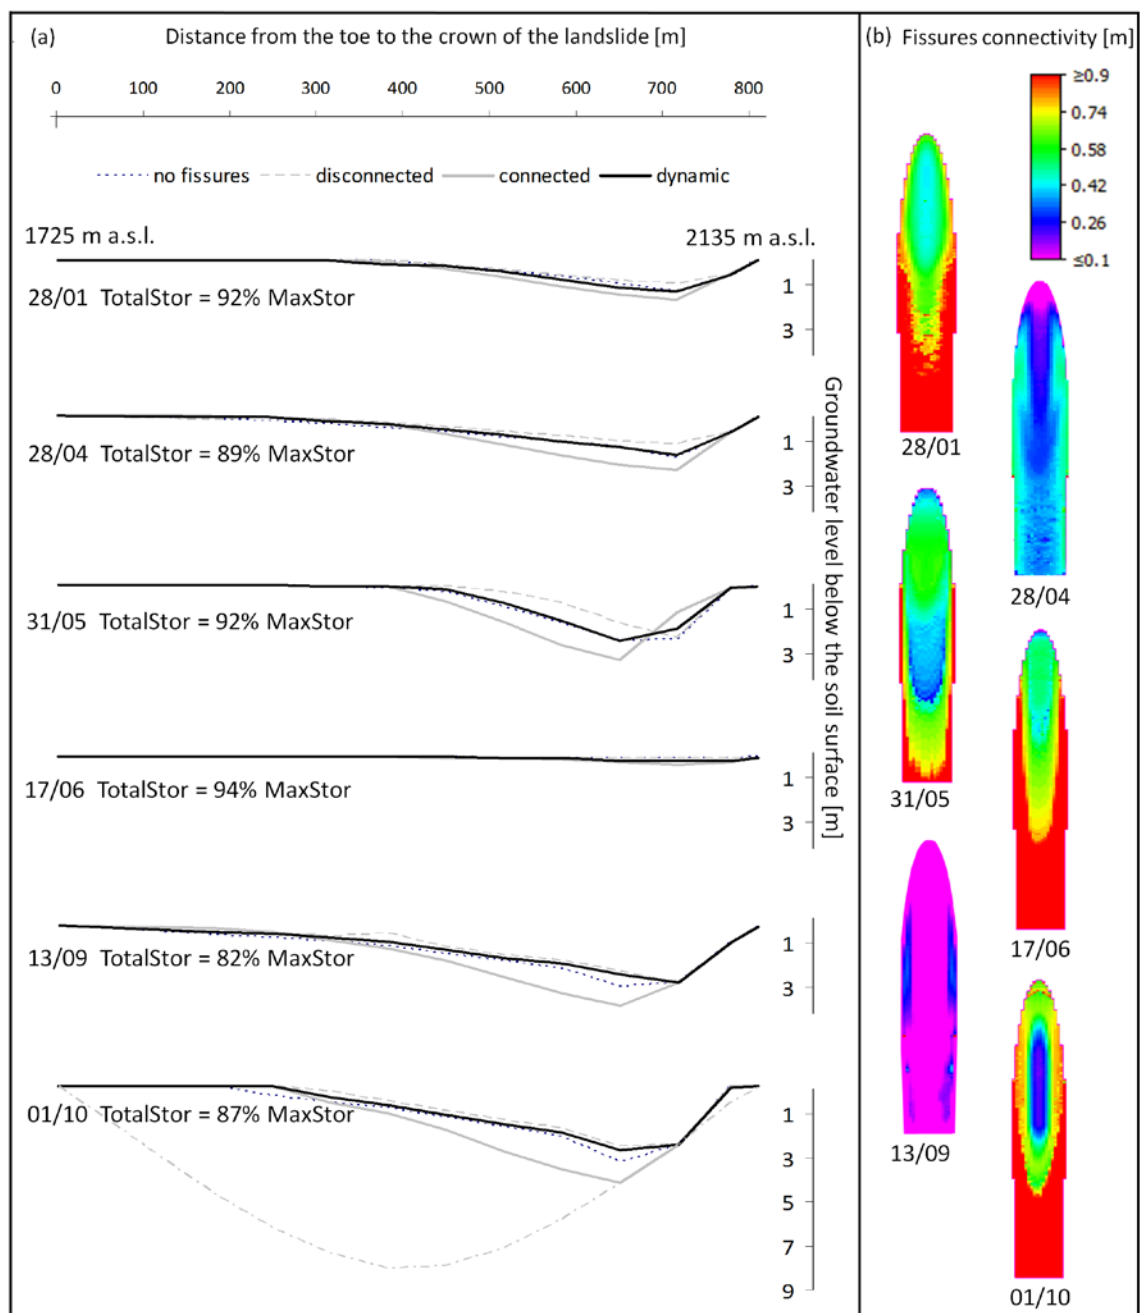 (a) Distance from the toe to the crown of the landslide [m]
0 100 200 300 400 500 600 700 800
no fissures disconnected connected dynamic
1725 m a.s.l. 2135 m a.s.l.
28/01 TotalStor = 92% MaxStor
1
3
28/04 TotalStor = 89% MaxStor
1
3
31/05 TotalStor = 92% MaxStor
1
3
17/06 TotalStor = 94% MaxStor
1
3
13/09 TotalStor = 82% MaxStor
1
3
01/10 TotalStor = 87% MaxStor
1
3
5
7
9
Groundwater level below the soil surface [m]
(b) Fissures connectivity [m]
≥0.9
0.74
0.58
0.42
0.26
≤0.1
28/01
28/04
31/05
17/06
13/09
01/10